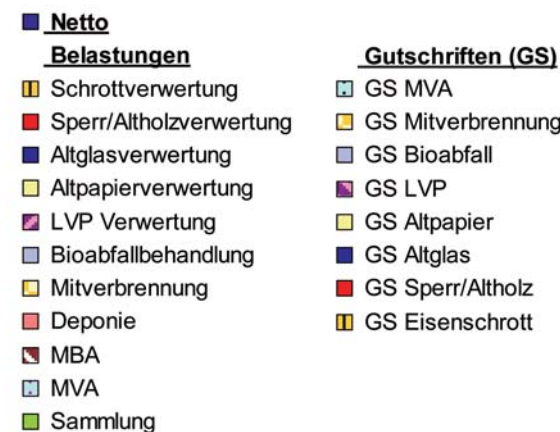 Netto
Belastungen
Schrottverwertung
Sperr/Altholzverwertung
Altglasverwertung
Altpapierverwertung
LVP Verwertung
Bioabfallbehandlung
Mitverbrennung
Deponie
MBA
MVA
Sammlung
Gutschriften (GS)
GS MVA
GS Mitverbrennung
GS Bioabfall
GS LVP
GS Altpapier
GS Altglas
GS Sperr/Altholz
GS Eisenschrott